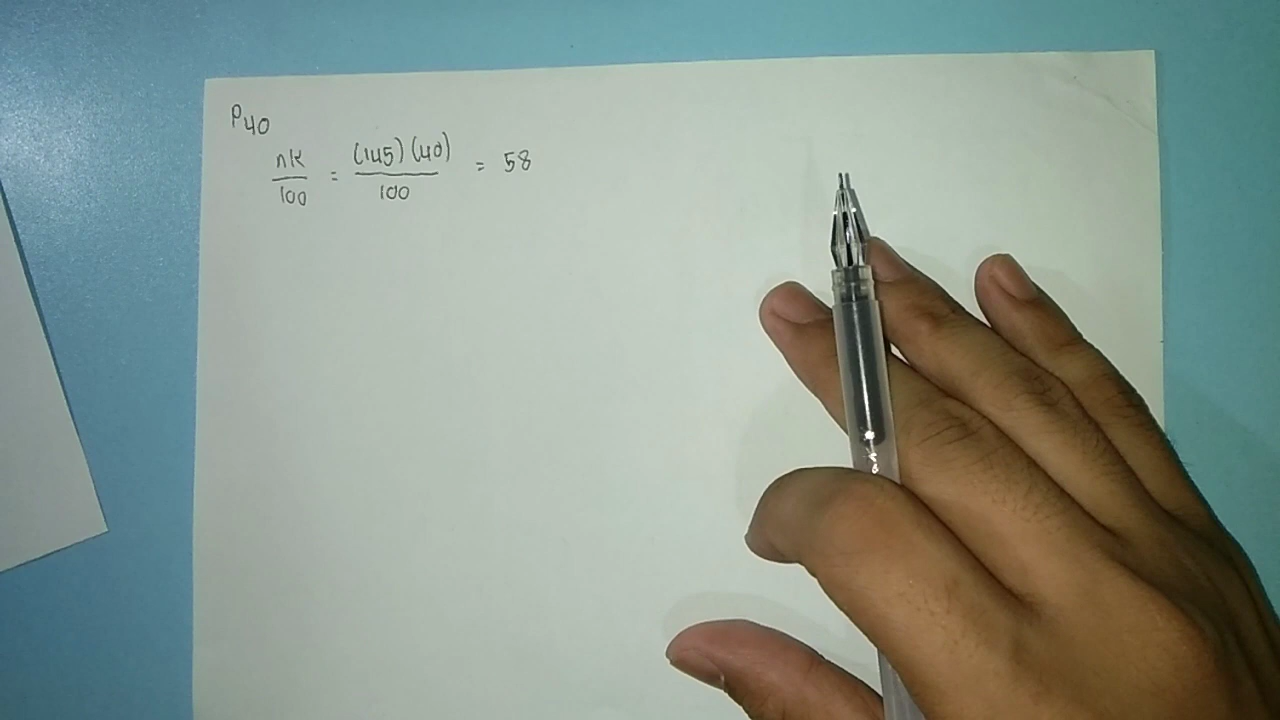 P40
nk/100 = (145)(40)/100 = 58